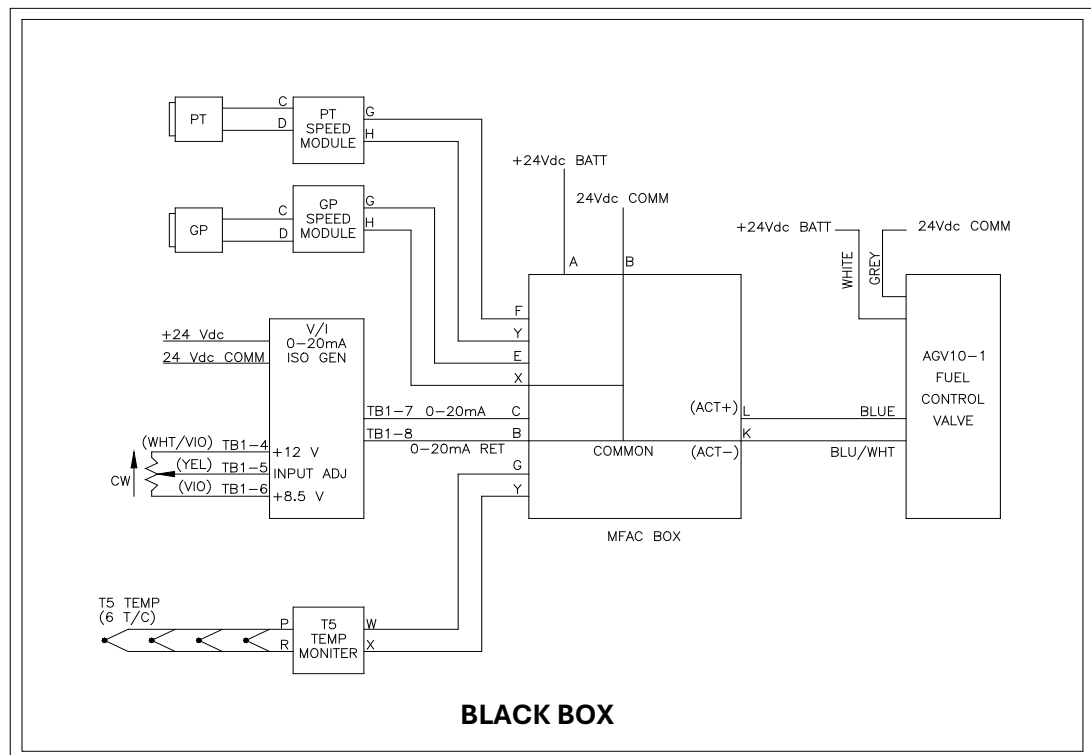 PT
C
D
PT
SPEED
MODULE
G
H
GP
C
D
GP
SPEED
MODULE
G
H
+24Vdc BATT
24Vdc COMM
A
B
+24Vdc BATT
24Vdc COMM
WHITE
GREY
+24 Vdc
24 Vdc COMM
V/I
0-20mA
ISO GEN
(WHT/VIO) TB1-4
+12 V
(YEL) TB1-5
INPUT ADJ
(VIO) TB1-6
+8.5 V
CW
TB1-7 0-20mA
TB1-8
0-20mA RET
F
Y
E
X
C
B
G
Y
COMMON
(ACT+)
(ACT-)
L
K
MFAC BOX
BLUE
BLU/WHT
AGV10-1
FUEL
CONTROL
VALVE
T5 TEMP
(6 T/C)
P
R
T5
TEMP
MONITER
W
X
BLACK BOX